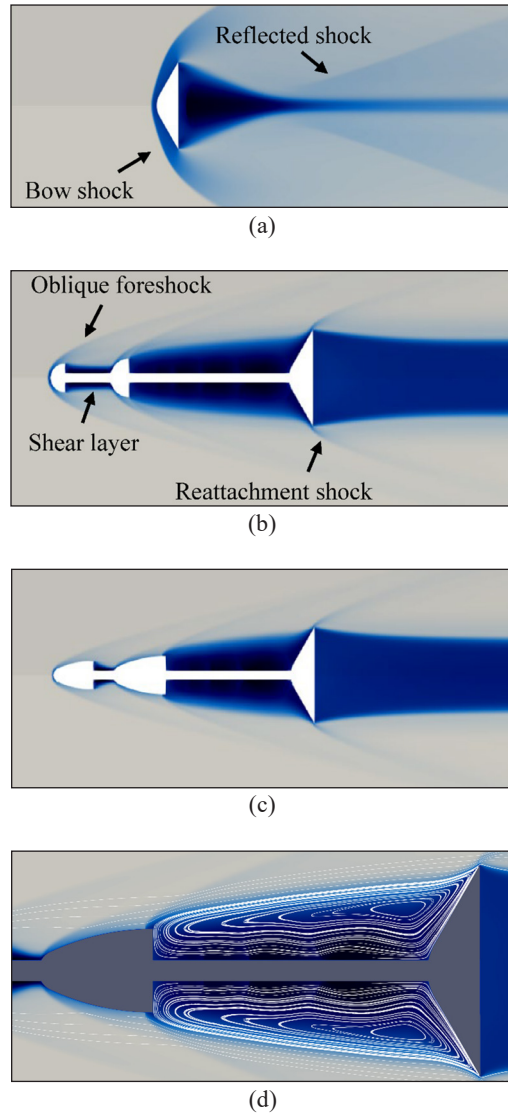 Reflected shock
Bow shock
(a)
Oblique foreshock
Shear layer
Reattachment shock
(b)
(c)
(d)